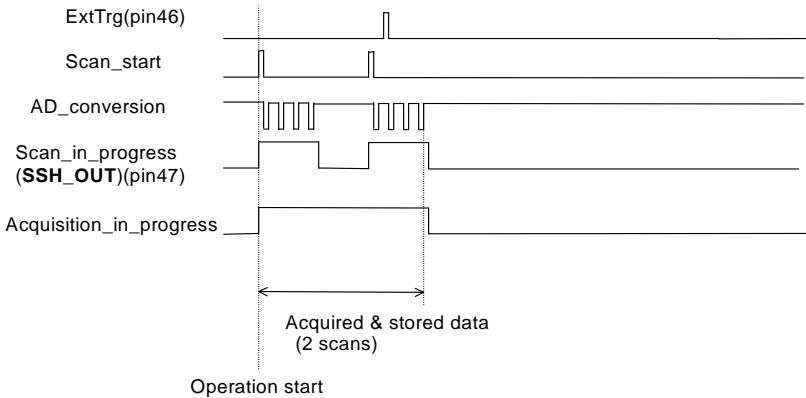 ExtTrg(pin46)
Scan_start
AD_conversion
Scan_in_progress
(SSH_OUT)(pin47)
Acquisition_in_progress
Acquired & stored data
(2 scans)
Operation start